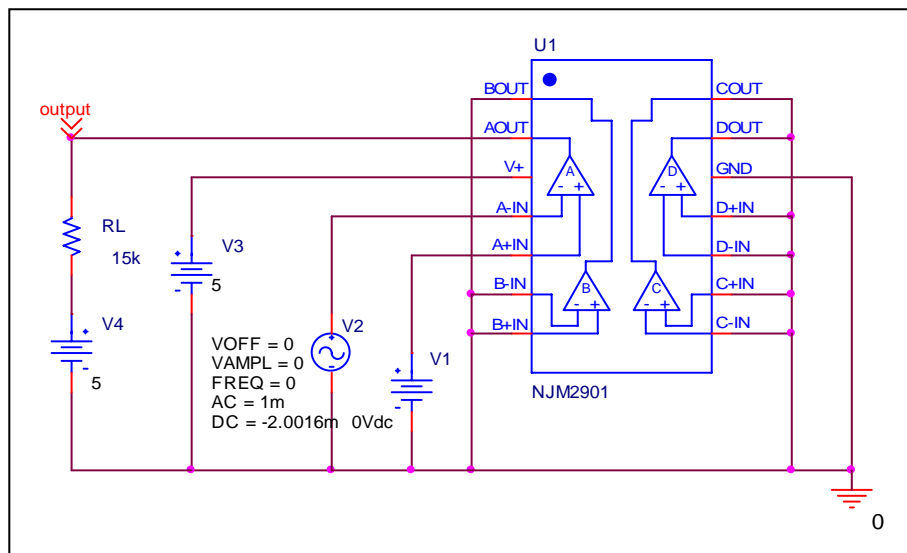 U1
output
BOUT
AOUT
V+
A-IN
A+IN
B-IN
B+IN
COUT
DOUT
GND
D+IN
D-IN
C+IN
C-IN
A
- +
D
- +
B
- +
C
- +
NJM2901
RL
15k
V3
5
V4
5
V2
VOFF = 0
VAMPL = 0
FREQ = 0
AC = 1m
DC = -2.0016m
V1
0Vdc
0